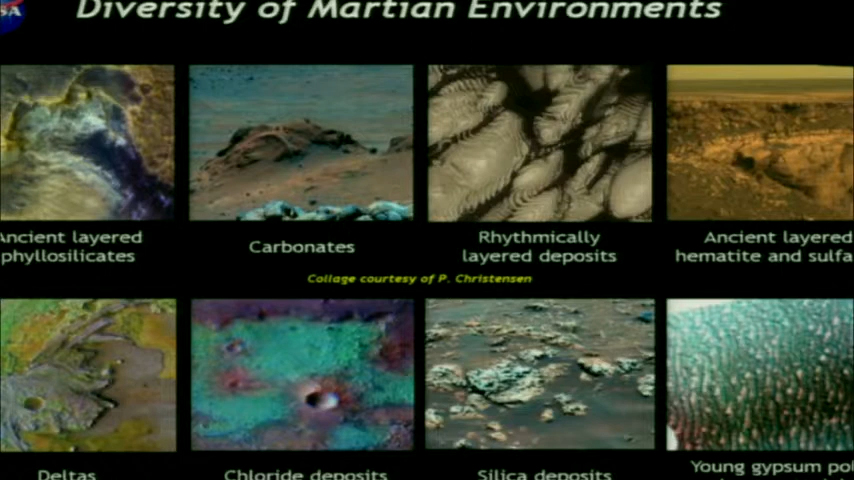 Diversity of Martian Environments
SA
Ancient layered
phyllosilicates
Carbonates
Rhythmically
layered deposits
Ancient layered
hematite and sulfa
Collage courtesy of P. Christensen
Deltas
Chloride deposits
Silica deposits
Young gypsum pol